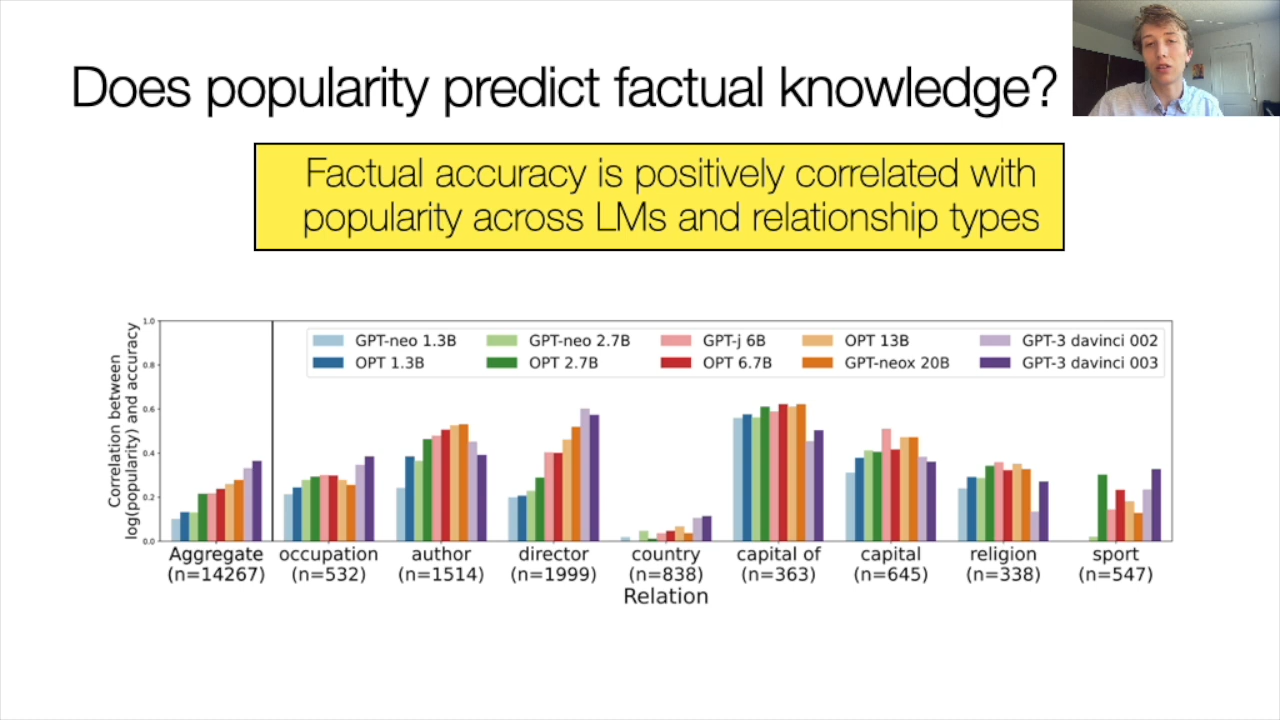 Does popularity predict factual knowledge?
Factual accuracy is positively correlated with
popularity across LMs and relationship types
Correlation between
log(popularity) and accuracy
1.0
0.8
0.6
0.4
0.2
0.0
GPT-neo 1.3B GPT-neo 2.7B GPT-j 6B OPT 13B GPT-3 davinci 002
OPT 1.3B OPT 2.7B OPT 6.7B GPT-neox 20B GPT-3 davinci 003
Aggregate occupation author director country capital of capital religion sport
(n=14267) (n=532) (n=1514) (n=1999) (n=838) (n=363) (n=645) (n=338) (n=547)
Relation